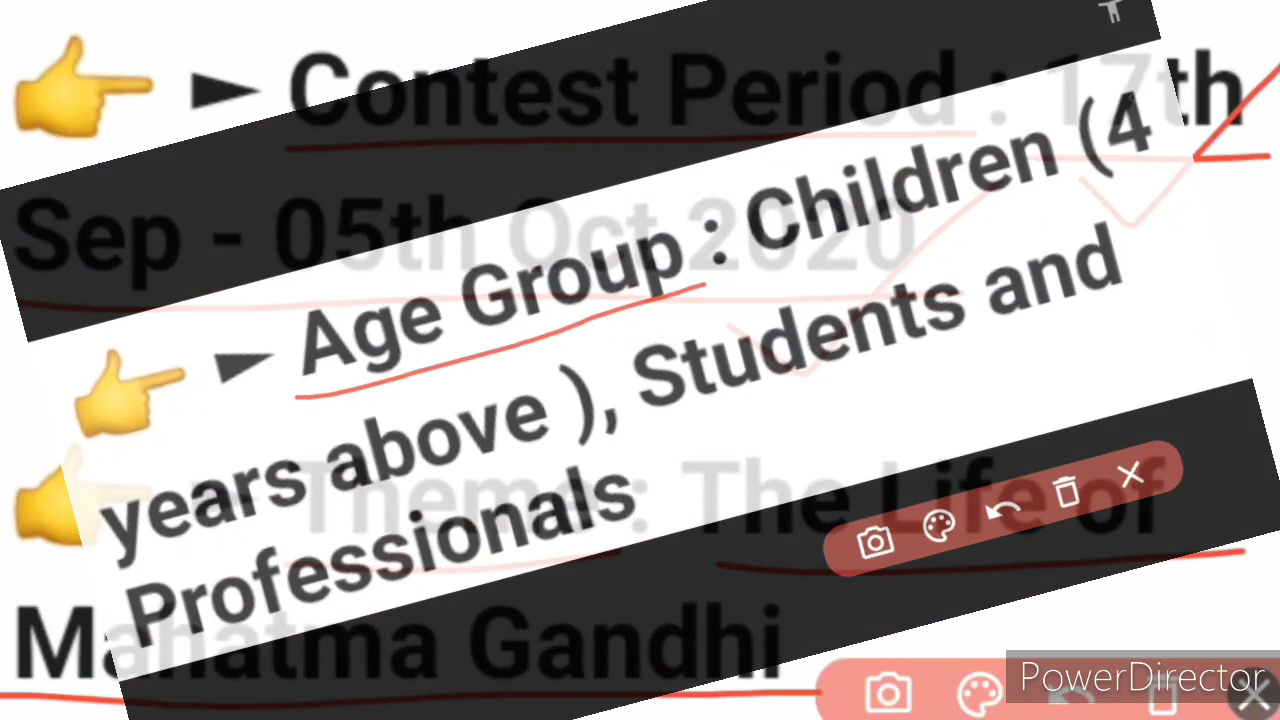 👉 ► Contest Period : 17th
Sep - 05th Oct 2020
👉 ► Age Group : Children (4
years above ), Students and
Professionals
👉 ► Theme : The Life of
Mahatma Gandhi
PowerDirector